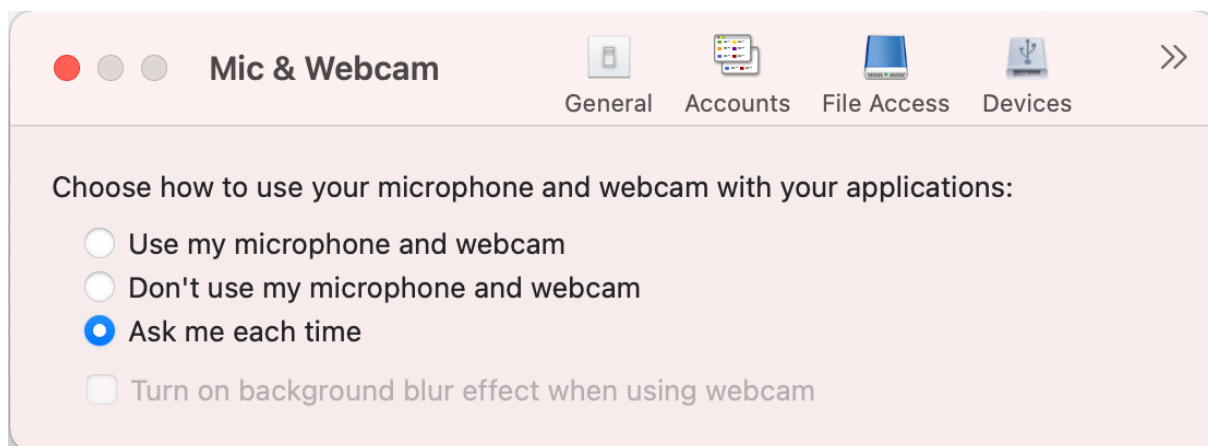 Mic & Webcam
General
Accounts
File Access
Devices
Choose how to use your microphone and webcam with your applications:
Use my microphone and webcam
Don't use my microphone and webcam
Ask me each time
Turn on background blur effect when using webcam